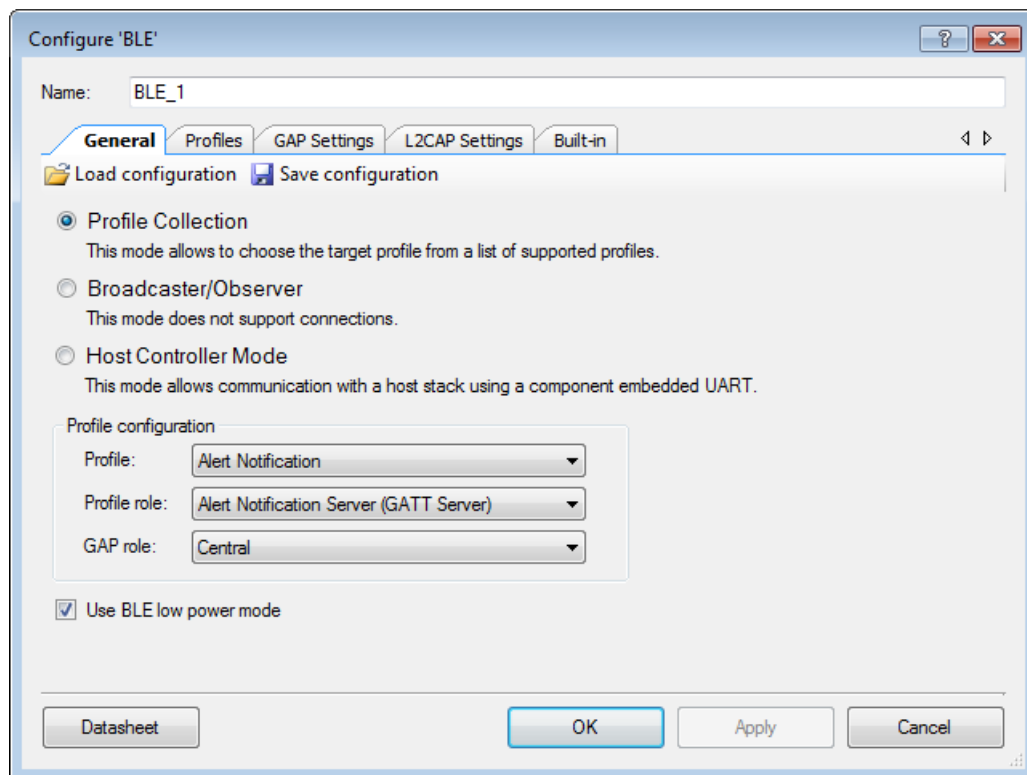 Configure 'BLE'
Name: BLE_1
General Profiles GAP Settings L2CAP Settings Built-in
Load configuration Save configuration
Profile Collection
This mode allows to choose the target profile from a list of supported profiles.
Broadcaster/Observer
This mode does not support connections.
Host Controller Mode
This mode allows communication with a host stack using a component embedded UART.
Profile configuration
Profile: Alert Notification
Profile role: Alert Notification Server (GATT Server)
GAP role: Central
Use BLE low power mode
Datasheet OK Apply Cancel